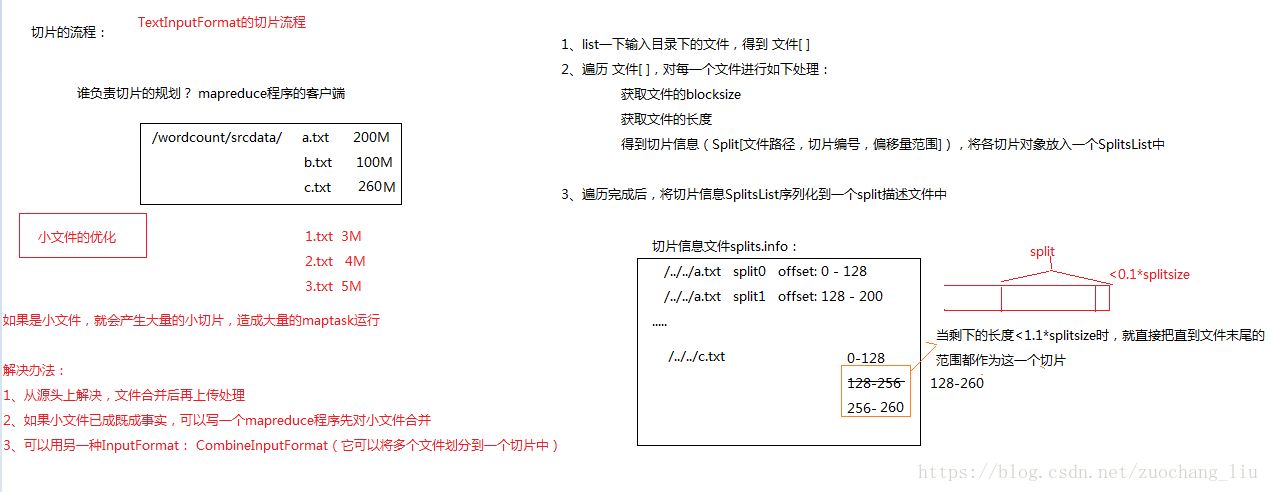 切片的流程：
TextInputFormat的切片流程
谁负责切片的规划？ mapreduce程序的客户端
/wordcount/srcdata/ a.txt 200M
b.txt 100M
c.txt 260M
小文件的优化
1.txt 3M
2.txt 4M
3.txt 5M
如果是小文件，就会产生大量的小切片，造成大量的maptask运行
解决办法：
1、从源头上解决，文件合并后再上传处理
2、如果小文件已成既成事实，可以写一个mapreduce程序先对小文件合并
3、可以用另一种InputFormat： CombineInputFormat（它可以将多个文件划分到一个切片中）
1、list一下输入目录下的文件，得到 文件[ ]
2、遍历 文件[ ]，对每一个文件进行如下处理：
获取文件的blocksize
获取文件的长度
得到切片信息（Split[文件路径，切片编号，偏移量范围]），将各切片对象放入一个SplitsList中
3、遍历完成后，将切片信息SplitsList序列化到一个split描述文件中
切片信息文件splits.info：
/../../a.txt split0 offset: 0 - 128
/../../a.txt split1 offset: 128 - 200
.....
/../../c.txt 0-128
128-256 128-260
256- 260
split
<0.1*splitsize
当剩下的长度<1.1*splitsize时，就直接把直到文件末尾的
范围都作为这一个切片
https://blog.csdn.net/zuochang_liu